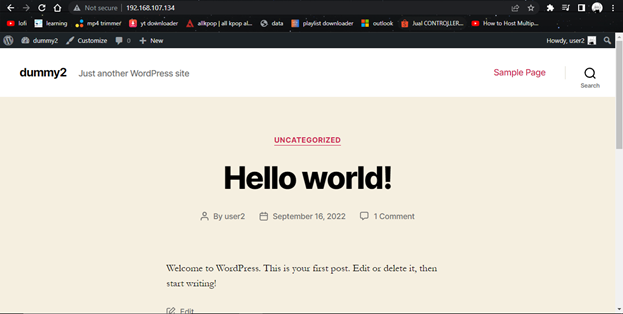 Not secure | 192.168.107.134
lofi learning mp4 trimmer yt downloader allkpop | all kpop al... data playlist downloader outlook Jual CONTROLLER... How to Host Multip...
dummy2 Customize 0 New Howdy, user2
dummy2 Just another WordPress site Sample Page
Search
UNCATEGORIZED
Hello world!
By user2 September 16, 2022 1 Comment
Welcome to WordPress. This is your first post. Edit or delete it, then
start writing!
Edit